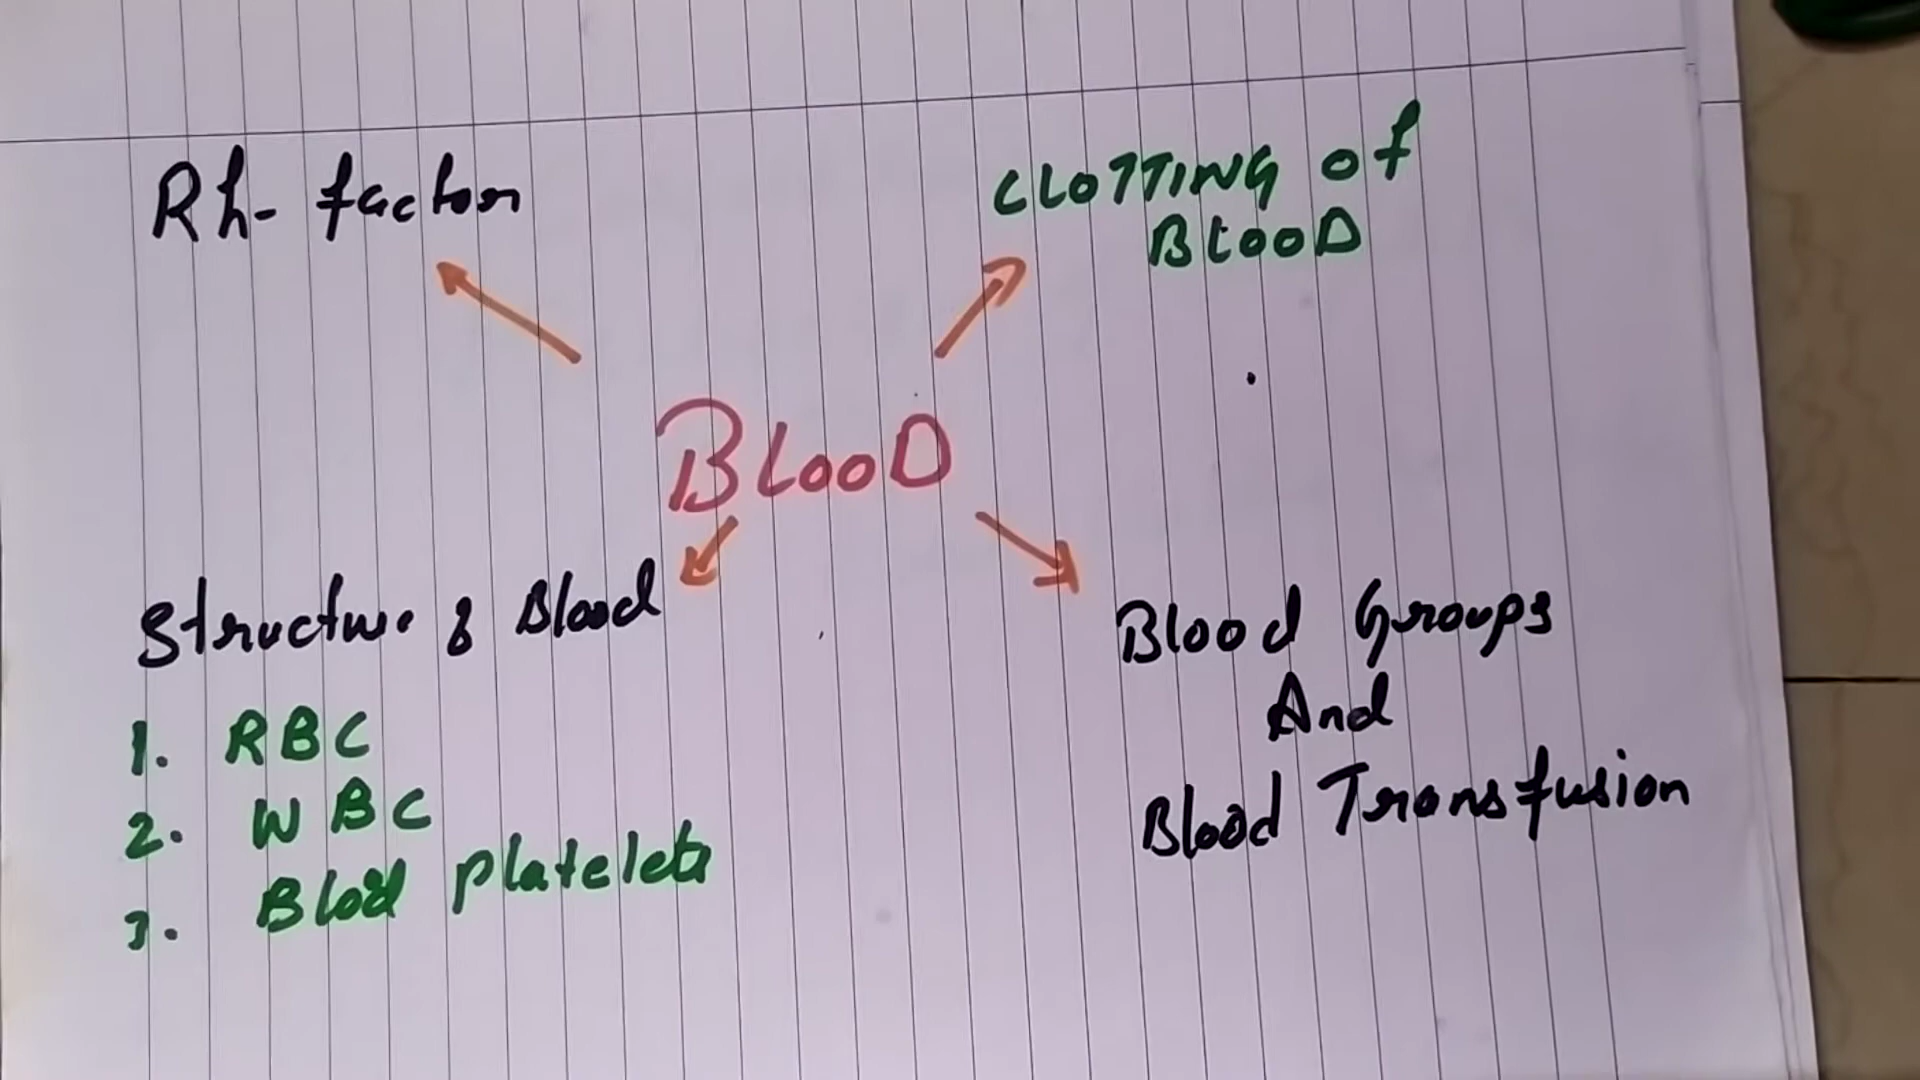 Rh- factor
CLOTTING of
BLOOD
BLOOD
Structure & Blood
1. RBC
2. WBC
3. Blood Platelets
Blood Groups
And
Blood Transfusion